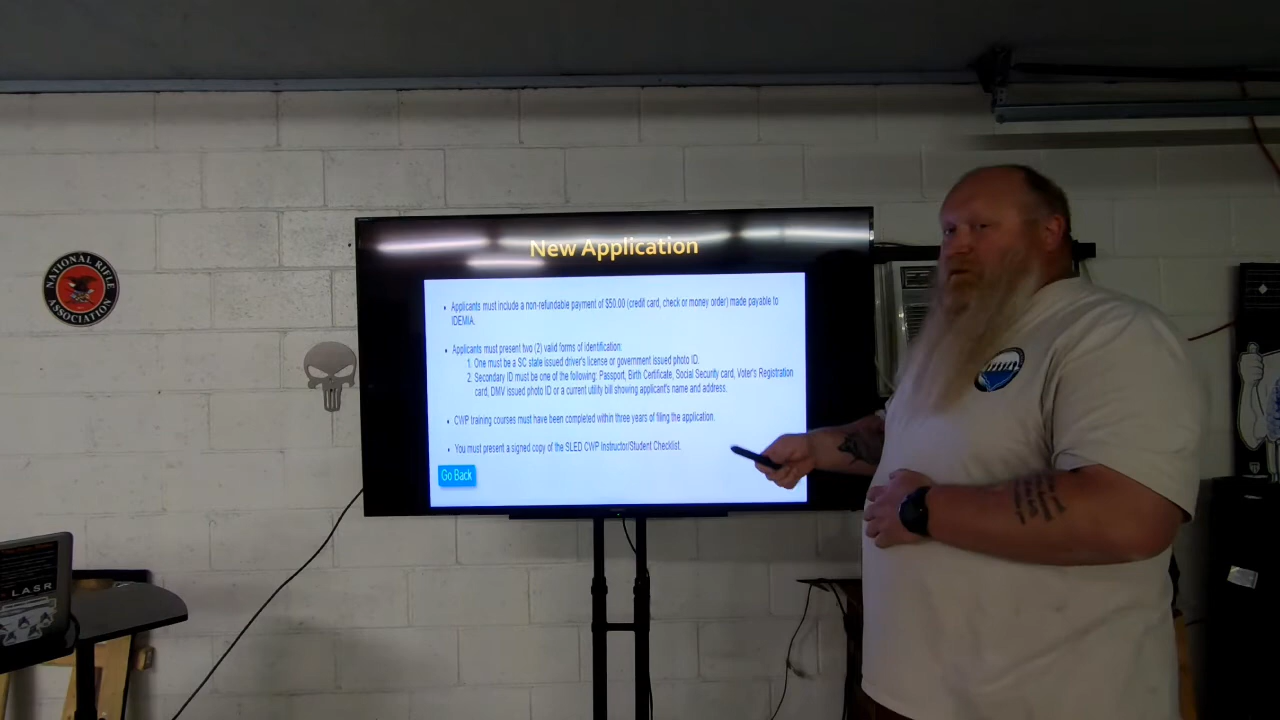 New Application
• Applicants must include a non-refundable payment of $50.00 (credit card, check or money order) made payable to
IDEMIA.
• Applicants must present two (2) valid forms of identification:
1. One must be a SC state issued driver's license or government issued photo ID.
2. Secondary ID must be one of the following: Passport, Birth Certificate, Social Security card, Voter's Registration
card, DMV issued photo ID or a current utility bill showing applicant's name and address.
• CWP training courses must have been completed within three years of filing the application.
• You must present a signed copy of the SLED CWP Instructor/Student Checklist.
Go Back
NATIONAL RIFLE
ASSOCIATION
LASR